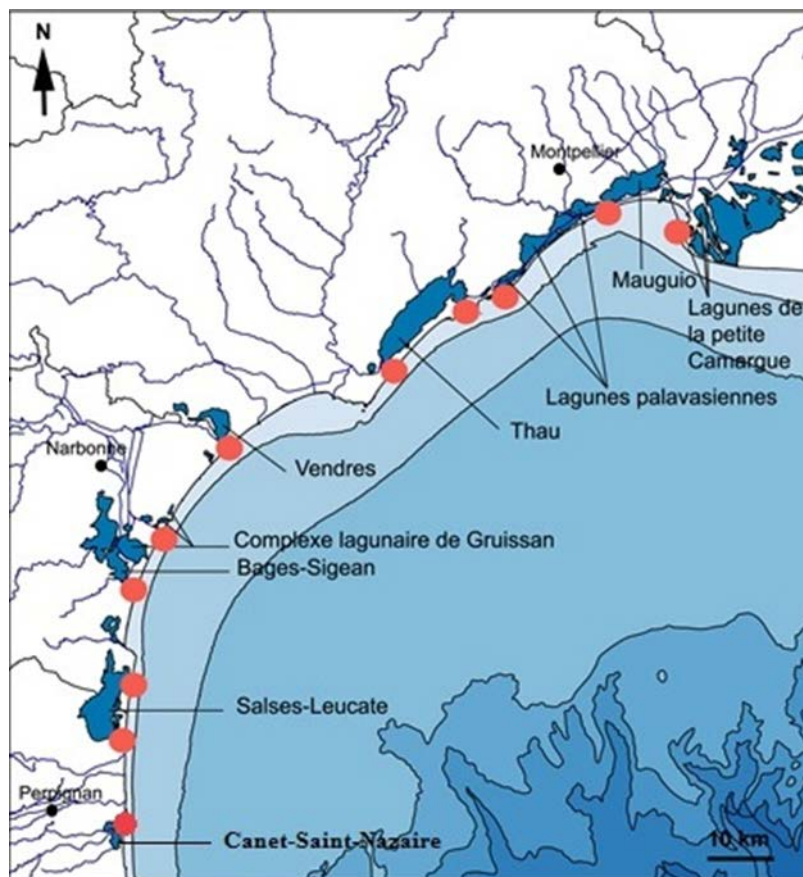 N
Montpellier
Mauguio
Lagunes de
la petite
Camargue
Lagunes palavasiennes
Thau
Vendres
Narbonne
Complexe lagunaire de Gruissan
Bages-Sigean
Salses-Leucate
Perpignan
Canet-Saint-Nazaire
10 km